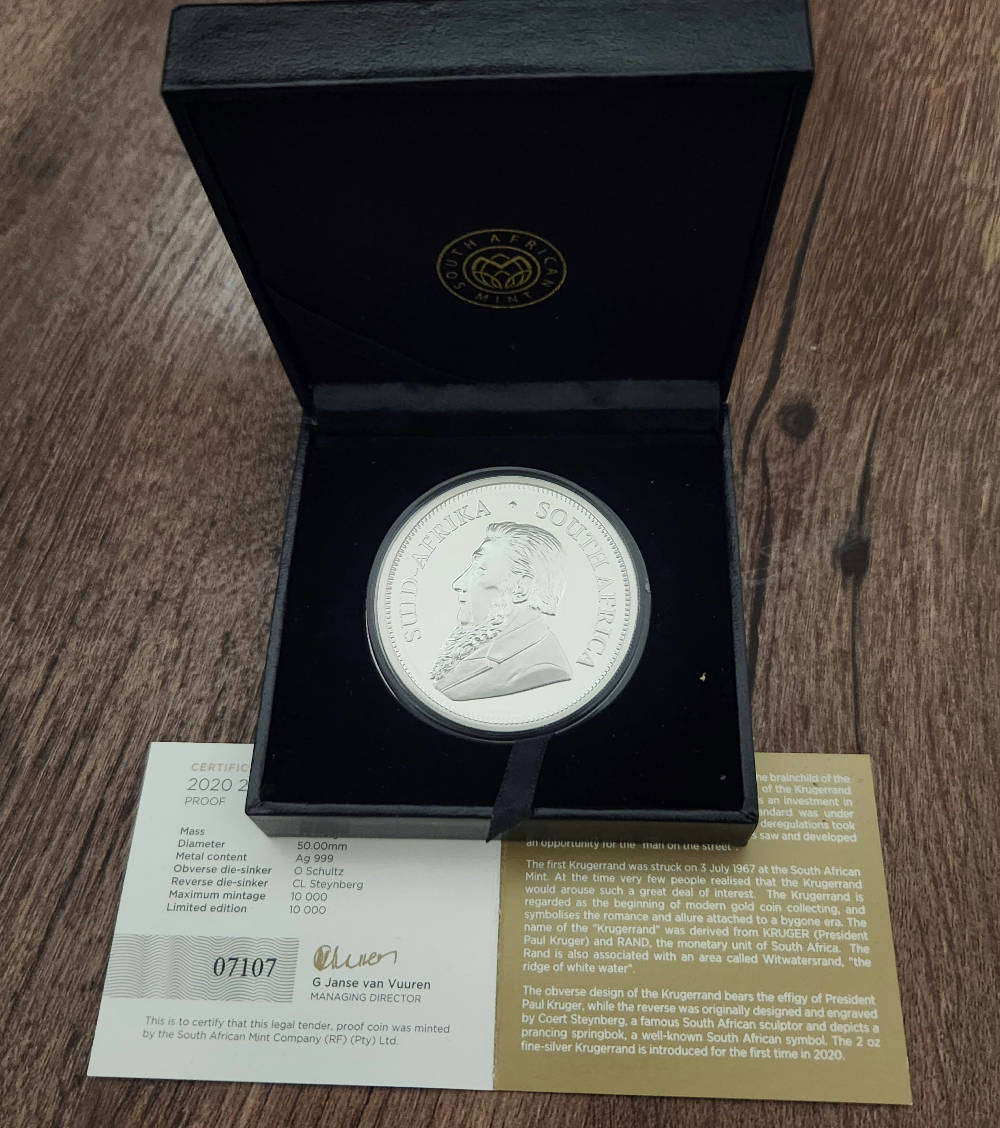 SOUTH AFRICAN
MINT
SUID-AFRIKA SOUTH AFRICA
CERTIFIC
2020 2
PROOF
Mass
Diameter 50.00mm
Metal content Ag 999
Obverse die-sinker O Schultz
Reverse die-sinker CL Steynberg
Maximum mintage 10 000
Limited edition 10 000
07107
G Janse van Vuuren
MANAGING DIRECTOR
This is to certify that this legal tender, proof coin was minted
by the South African Mint Company (RF) (Pty) Ltd.
he brainchild of the
of the Krugerrand
s an investment in
ndard was under
deregulations took
s saw and developed
an opportunity for the "man on the street".
The first Krugerrand was struck on 3 July 1967 at the South African
Mint. At the time very few people realised that the Krugerrand
would arouse such a great deal of interest. The Krugerrand is
regarded as the beginning of modern gold coin collecting, and
symbolises the romance and allure attached to a bygone era. The
name of the "Krugerrand" was derived from KRUGER (President
Paul Kruger) and RAND, the monetary unit of South Africa. The
Rand is also associated with an area called Witwatersrand, "the
ridge of white water".
The obverse design of the Krugerrand bears the effigy of President
Paul Kruger, while the reverse was originally designed and engraved
by Coert Steynberg, a famous South African sculptor and depicts a
prancing springbok, a well-known South African symbol. The 2 oz
fine-silver Krugerrand is introduced for the first time in 2020.